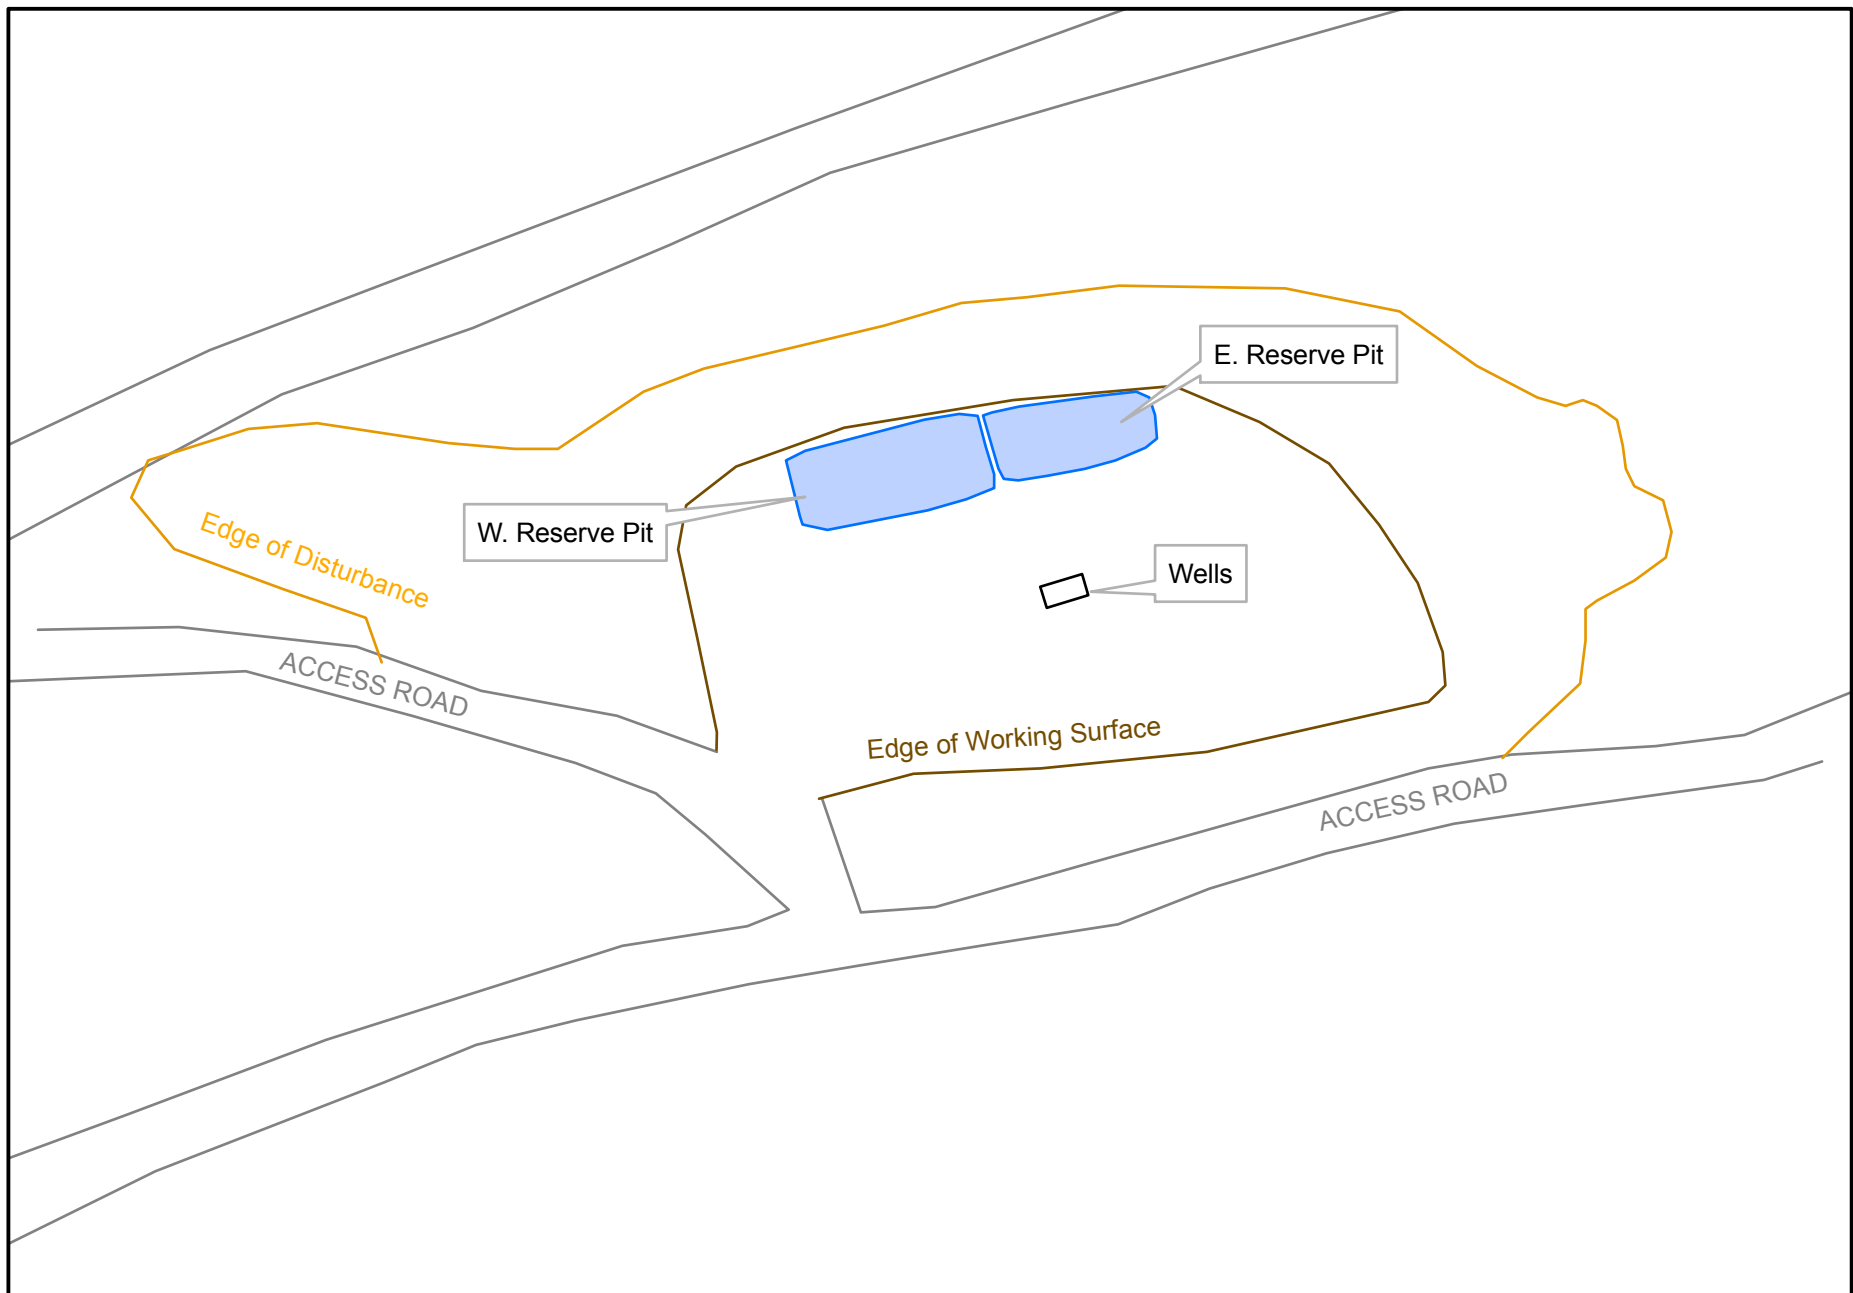 E. Reserve Pit
W. Reserve Pit
Edge of Disturbance
Wells
ACCESS ROAD
Edge of Working Surface
ACCESS ROAD